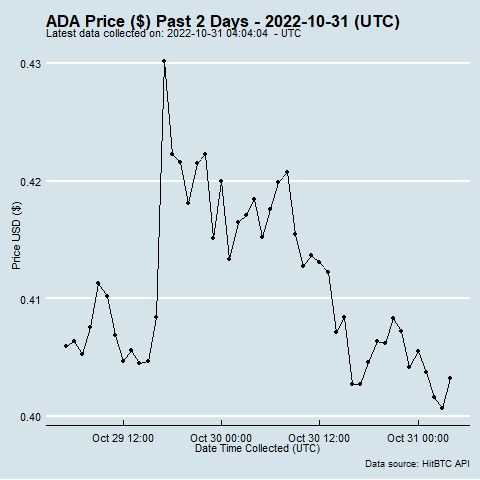 ADA Price ($) Past 2 Days - 2022-10-31 (UTC)
Latest data collected on: 2022-10-31 04:04:04 - UTC
0.43
0.42
0.41
0.40
Price USD ($)
Oct 29 12:00 Oct 30 00:00 Oct 30 12:00 Oct 31 00:00
Date Time Collected (UTC)
Data source: HitBTC API